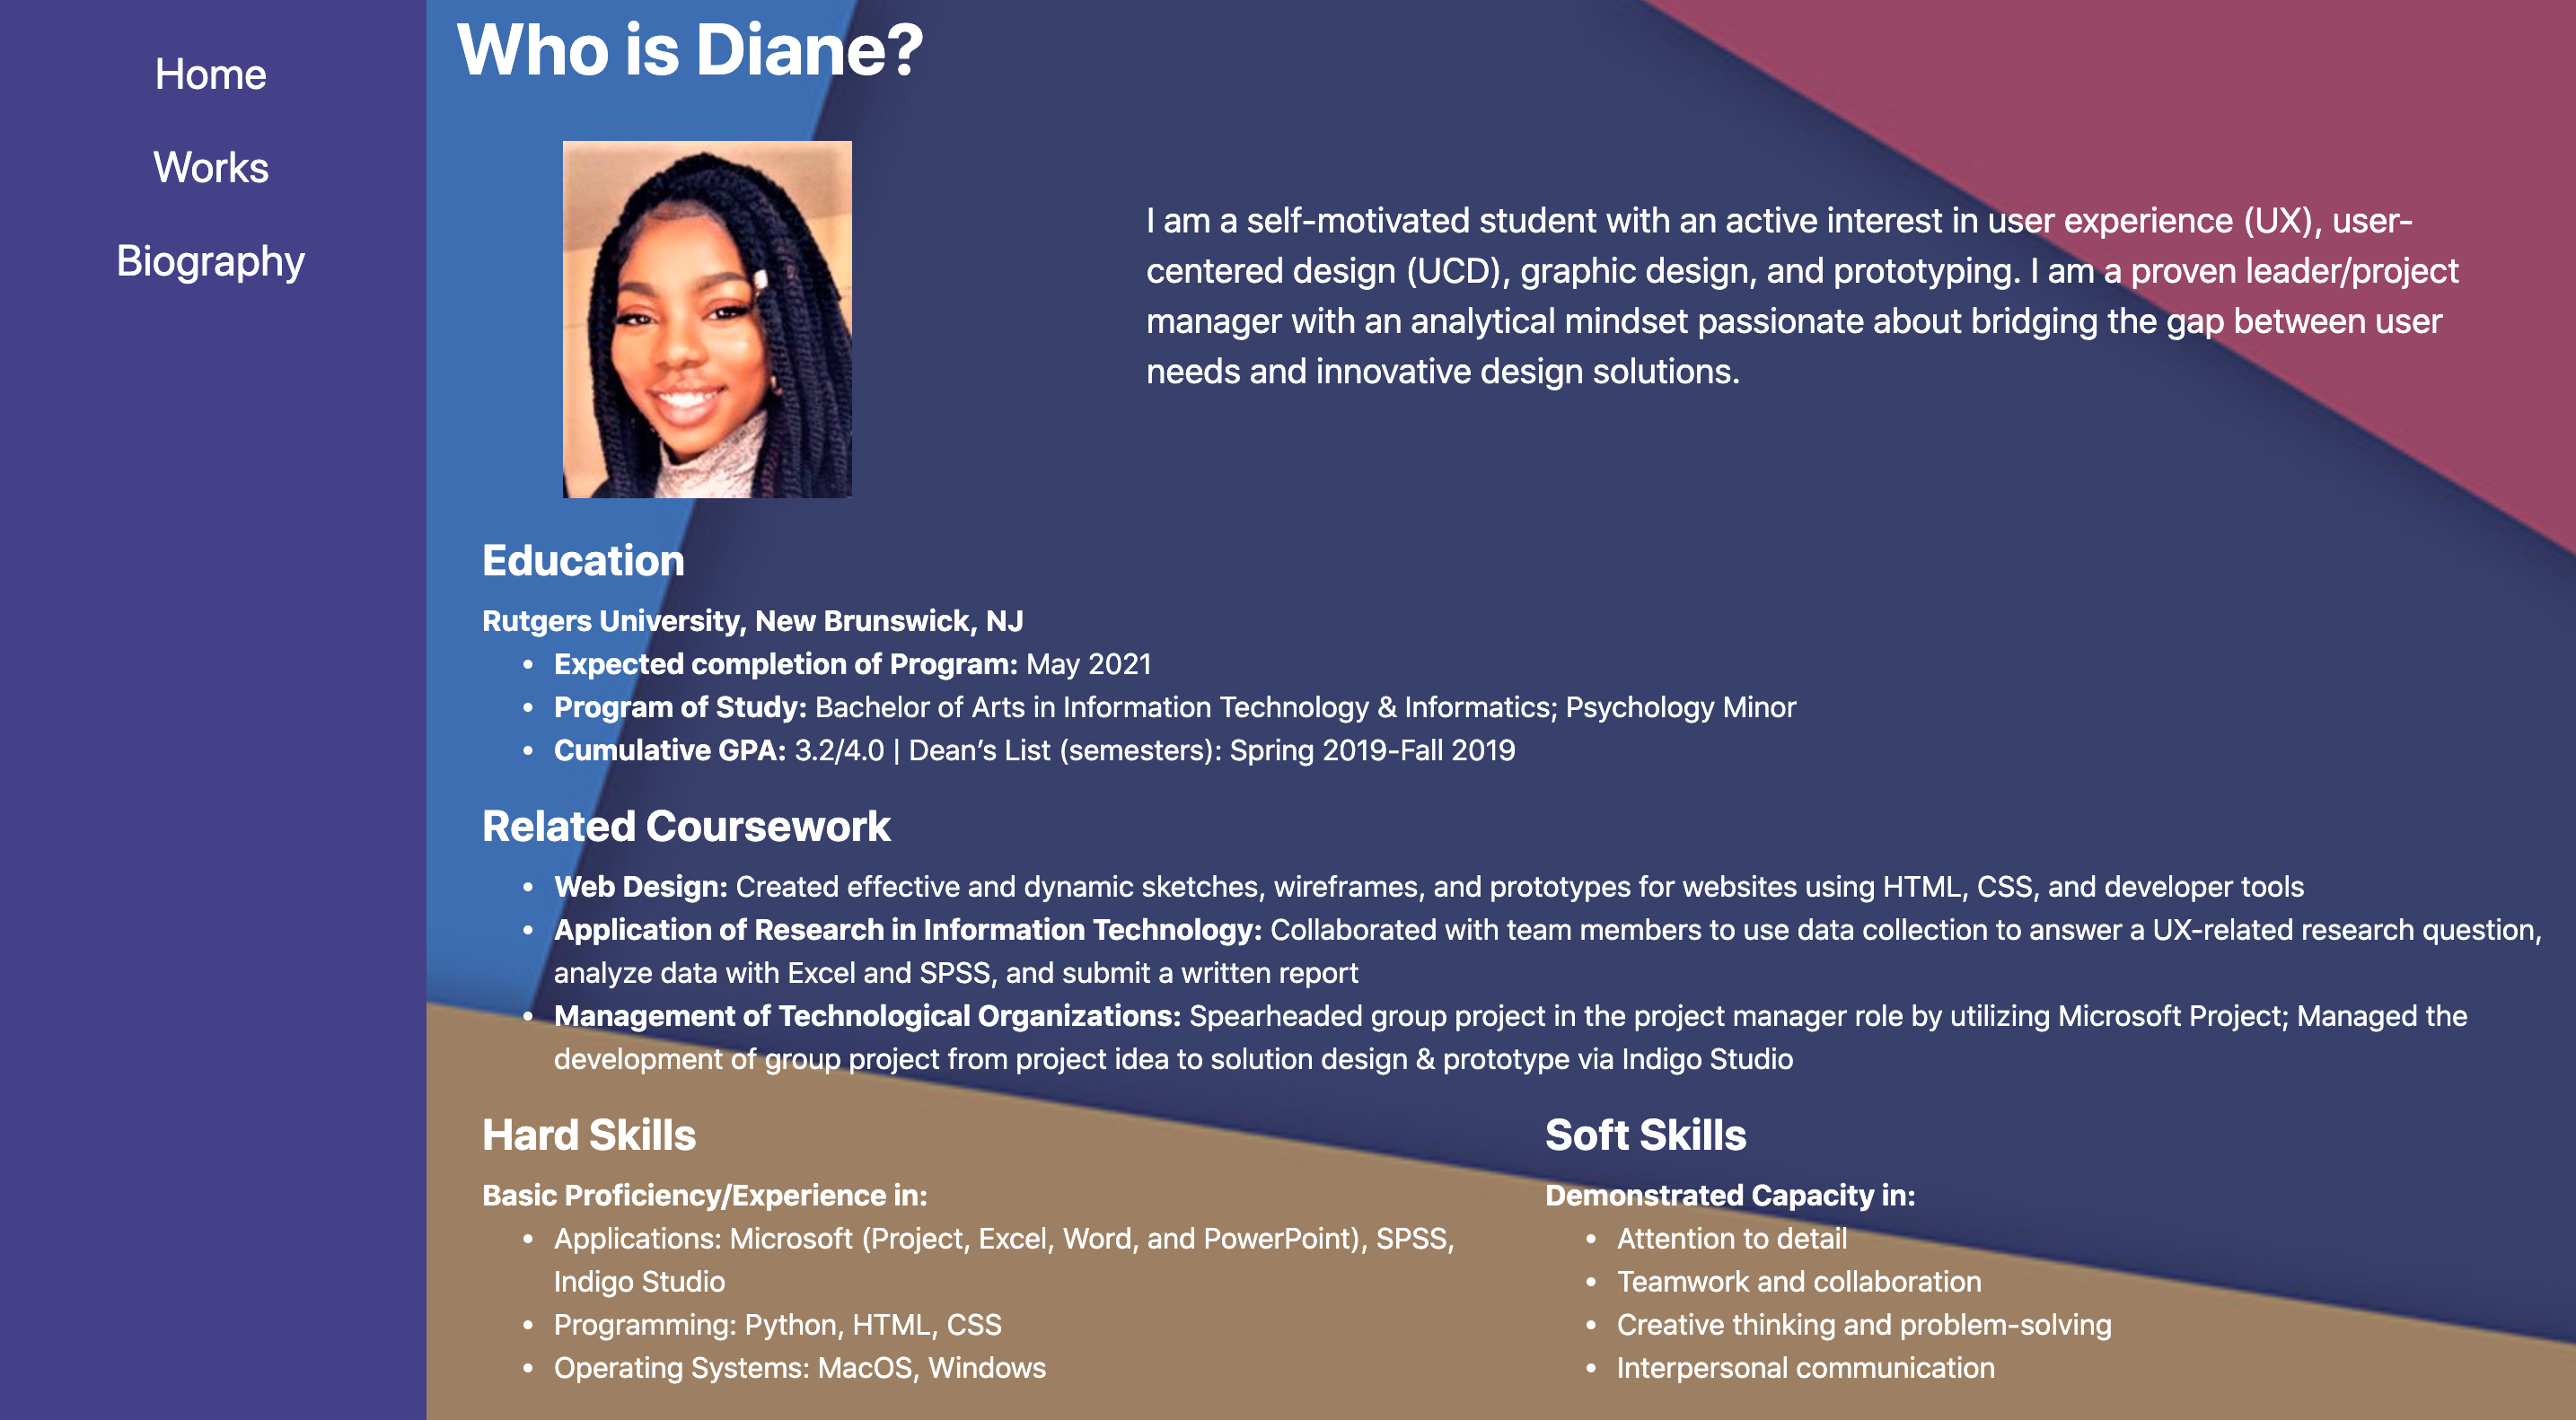 Home
Works
Biography
Who is Diane?
I am a self-motivated student with an active interest in user experience (UX), user-
centered design (UCD), graphic design, and prototyping. I am a proven leader/project
manager with an analytical mindset passionate about bridging the gap between user
needs and innovative design solutions.
Education
Rutgers University, New Brunswick, NJ
• Expected completion of Program: May 2021
• Program of Study: Bachelor of Arts in Information Technology & Informatics; Psychology Minor
• Cumulative GPA: 3.2/4.0 | Dean’s List (semesters): Spring 2019-Fall 2019
Related Coursework
• Web Design: Created effective and dynamic sketches, wireframes, and prototypes for websites using HTML, CSS, and developer tools
• Application of Research in Information Technology: Collaborated with team members to use data collection to answer a UX-related research question,
analyze data with Excel and SPSS, and submit a written report
• Management of Technological Organizations: Spearheaded group project in the project manager role by utilizing Microsoft Project; Managed the
development of group project from project idea to solution design & prototype via Indigo Studio
Hard Skills
Basic Proficiency/Experience in:
• Applications: Microsoft (Project, Excel, Word, and PowerPoint), SPSS,
Indigo Studio
• Programming: Python, HTML, CSS
• Operating Systems: MacOS, Windows
Soft Skills
Demonstrated Capacity in:
• Attention to detail
• Teamwork and collaboration
• Creative thinking and problem-solving
• Interpersonal communication